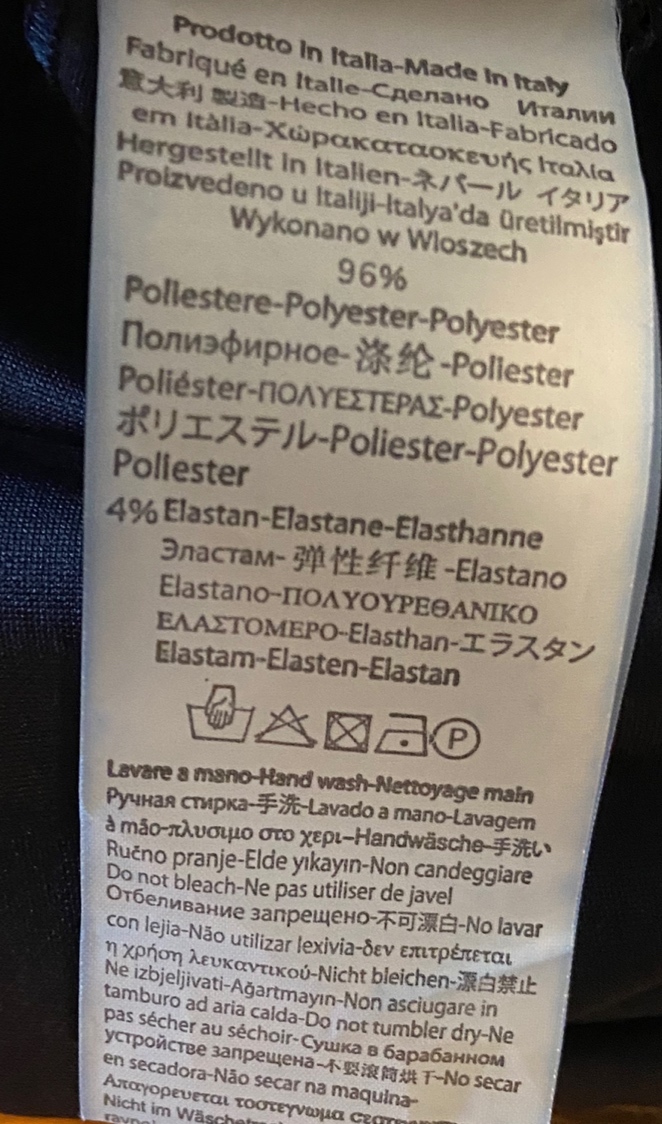 Prodotto in Italia-Made in Italy
Fabriqué en Italie-Сделано Италии
意大利 製造-Hecho en Italia-Fabricado
em Itàlia-Χώρακατασκευής Ιταλία
Hergestellt in Italien-ネパール イタリア
Proizvedeno u Italiji-Italya'da üretilmiştir
Wykonano w Wloszech
96%
Poliestere-Polyester-Polyester
Полиэфирное-涤纶-Poliester
Poliéster-ΠΟΛΥΕΣΤΕΡΑΣ-Polyester
ポリエステル-Poliester-Polyester
Poliester
4% Elastan-Elastane-Elasthanne
Эластам-弹性纤维-Elastano
Elastano-ΠΟΛΥΟΥΡΕΘΑΝΙΚΟ
ΕΛΑΣΤΟΜΕΡΟ-Elasthan-エラスタン
Elastam-Elasten-Elastan
P
Lavare a mano-Hand wash-Nettoyage main
Ручная стирка-手洗-Lavado a mano-Lavagem
à mão-πλυσιμο στο χερι-Handwäsche-手洗い
Ručno pranje-Elde yıkayın-Non candeggiare
Do not bleach-Ne pas utiliser de javel
Отбеливание запрещено-不可漂白-No lavar
con lejia-Não utilizar lexivia-δεν επιτρέπεται
η χρήση λευκαντικού-Nicht bleichen-漂白禁止
Ne izbjeljivati-Ağartmayın-Non asciugare in
tamburo ad aria calda-Do not tumbler dry-Ne
pas sécher au séchoir-Сушка в барабанном
устройстве запрещена-不要滚筒烘干-No secar
en secadora-Não secar na maquina-
Απαγορευεται τοστεγνωμα
Nicht im